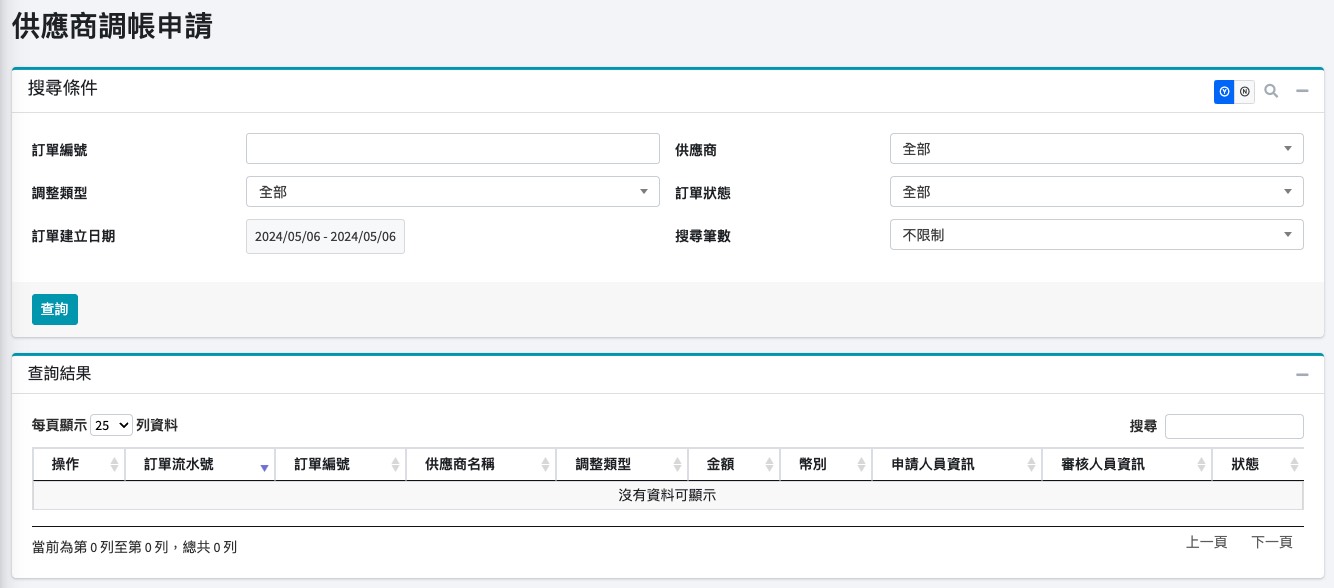 供應商調帳申請
搜尋條件
Ⓨ Ⓝ
訂單編號 供應商 全部
調整類型 全部 訂單狀態 全部
訂單建立日期 2024/05/06 - 2024/05/06 搜尋筆數 不限制
查詢
查詢結果
每頁顯示 25 列資料 搜尋
操作 訂單流水號 訂單編號 供應商名稱 調整類型 金額 幣別 申請人員資訊 審核人員資訊 狀態
沒有資料可顯示
當前為第 0 列至第 0 列，總共 0 列 上一頁 下一頁